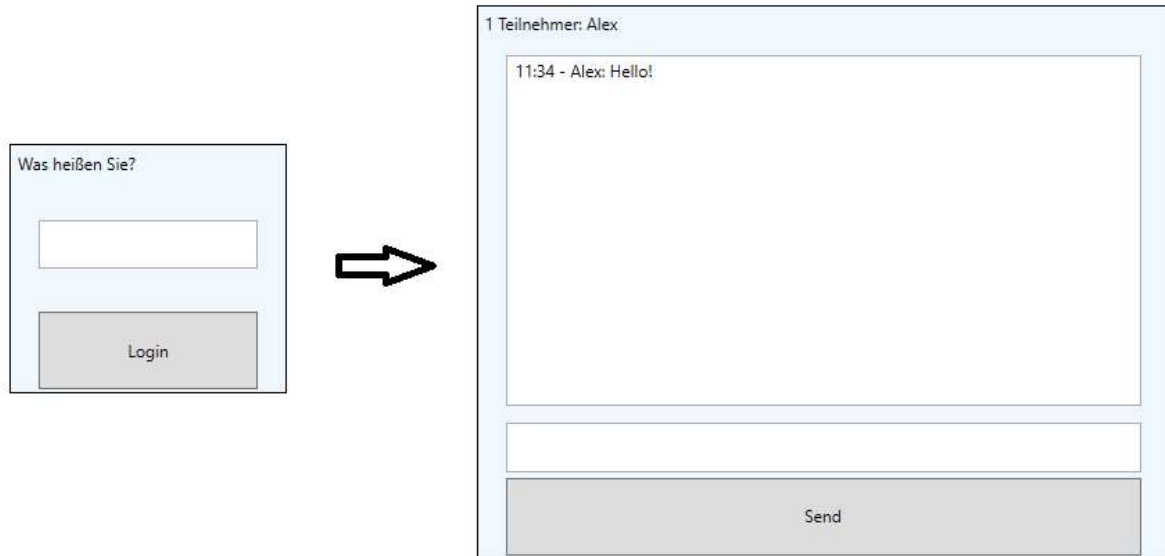 Was heißen Sie?
Login
1 Teilnehmer: Alex
11:34 - Alex: Hello!
Send